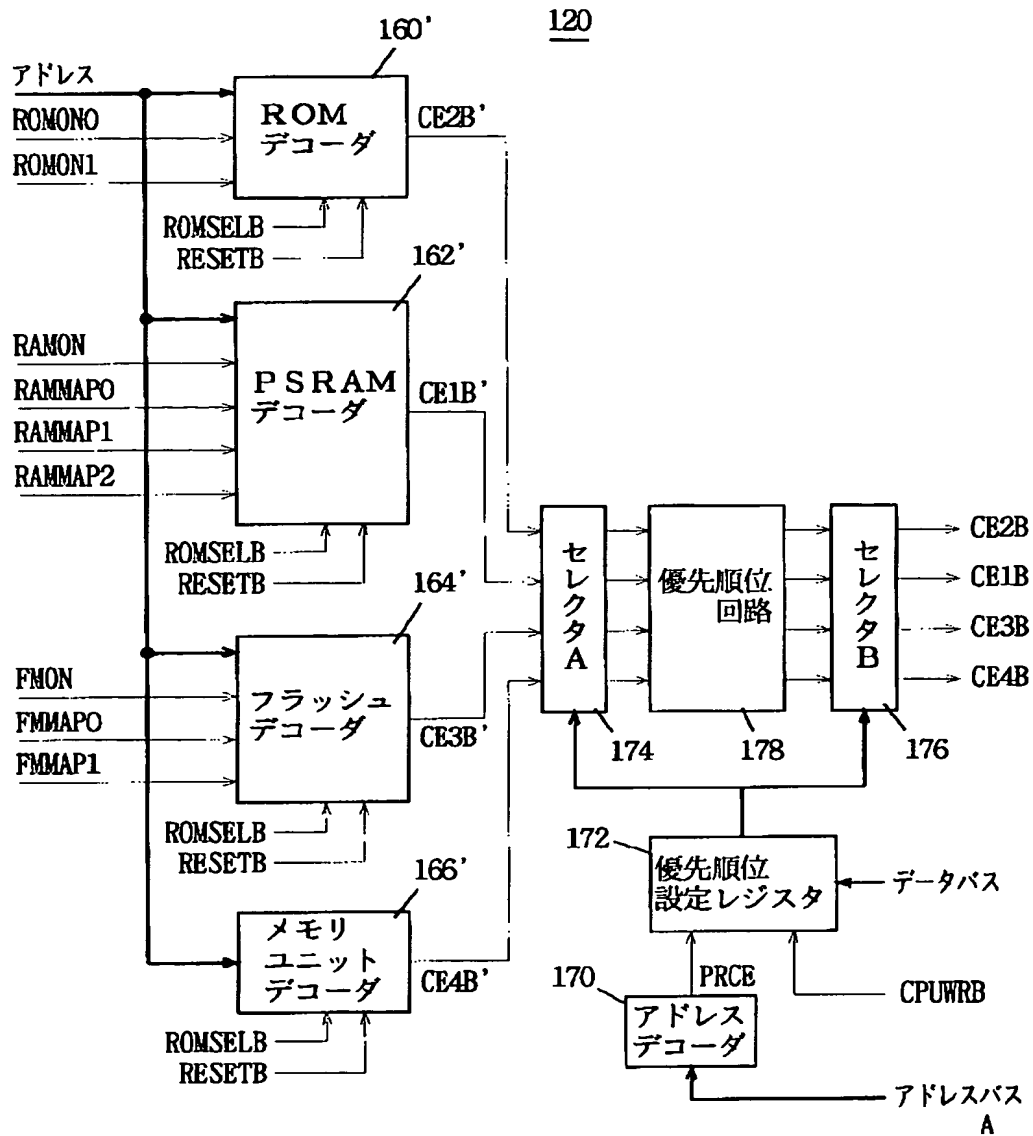 120
160'
アドレス
ROMON0
ROMON1
ROM
デコーダ
CE2B'
ROMSELB
RESETB
162'
RAMON
RAMMAP0
RAMMAP1
RAMMAP2
PSRAM
デコーダ
CE1B'
ROMSELB
RESETB
164'
FMON
FMMAP0
FMMAP1
フラッシュ
デコーダ
CE3B'
ROMSELB
RESETB
166'
メモリ
ユニット
デコーダ
CE4B'
ROMSELB
RESETB
セレクタA
174
優先順位
回路
178
セレクタB
176
CE2B
CE1B
CE3B
CE4B
172
優先順位
設定レジスタ
データバス
PRCE
CPUWRB
170
アドレス
デコーダ
アドレスバス
A